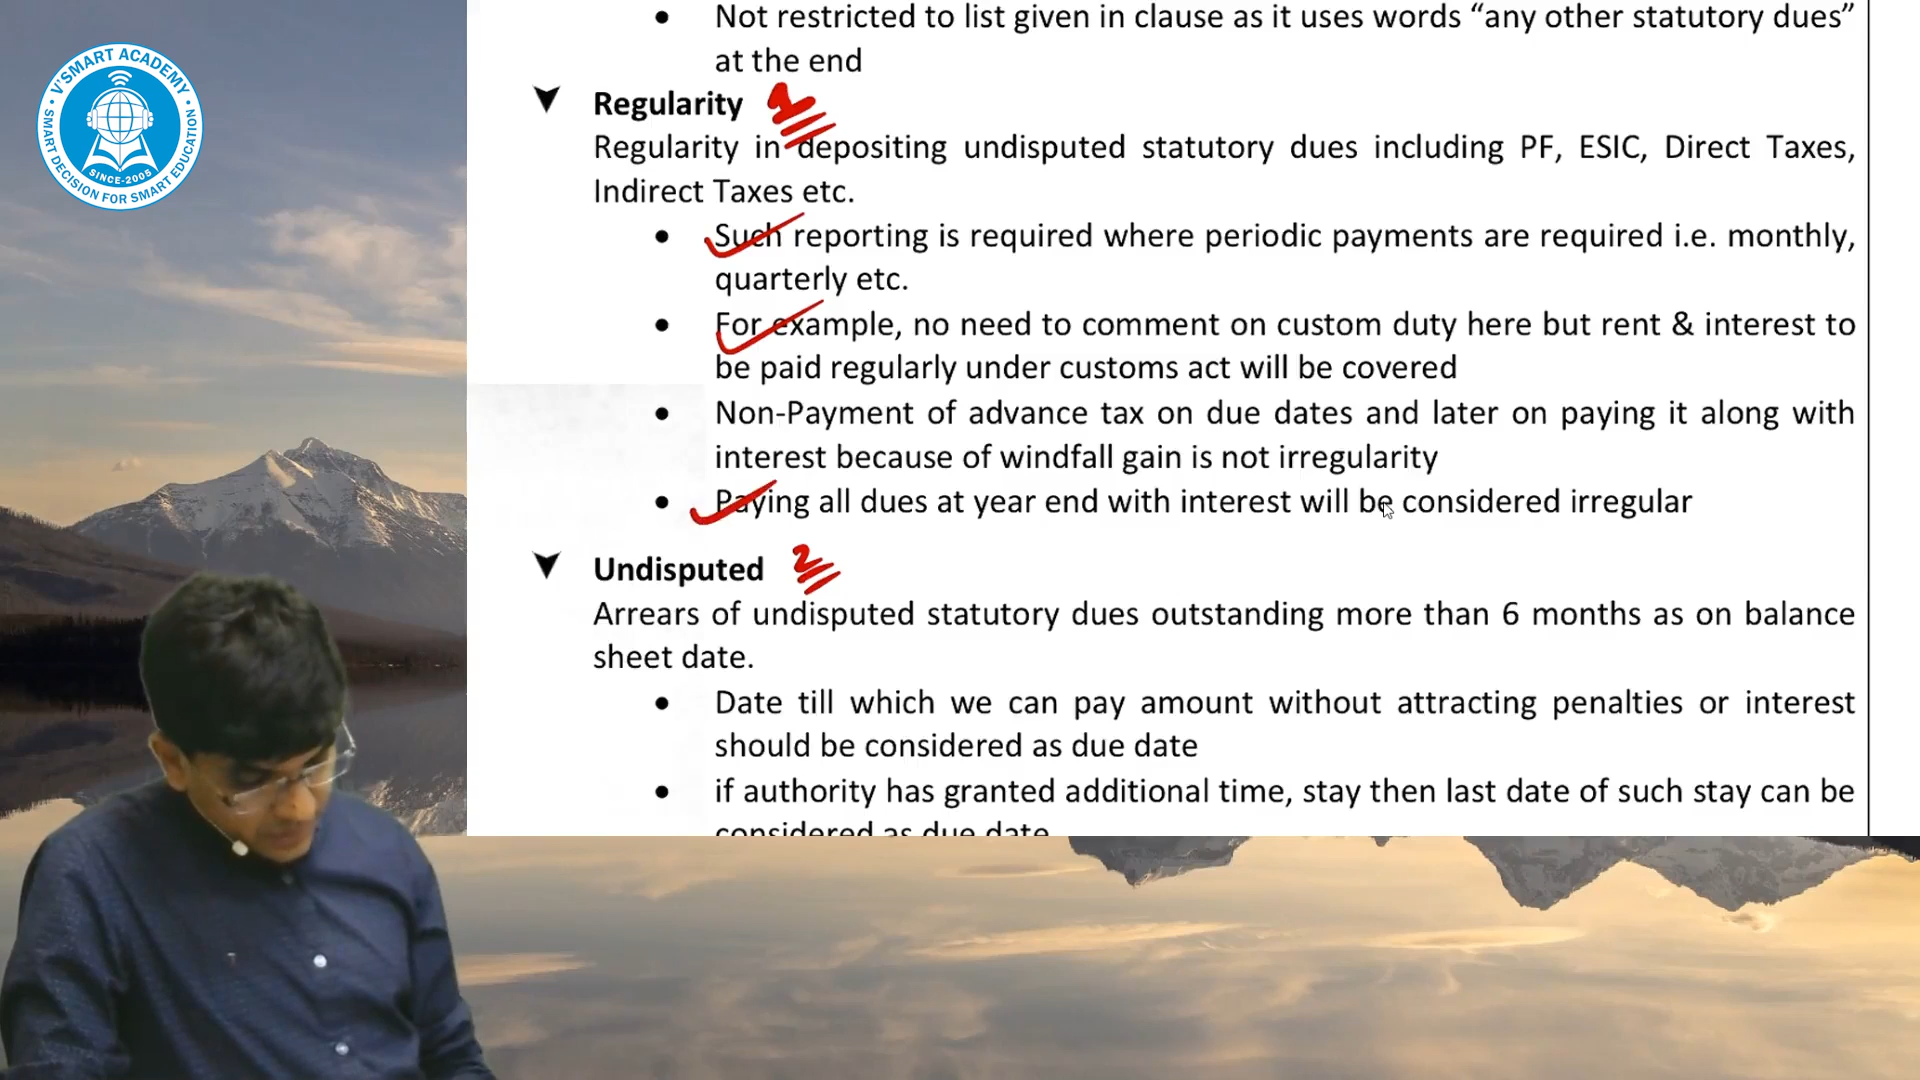 V'SMART ACADEMY
SINCE-2005
SMART DECISION FOR SMART EDUCATION
• Not restricted to list given in clause as it uses words “any other statutory dues”
at the end
Regularity 1
Regularity in depositing undisputed statutory dues including PF, ESIC, Direct Taxes,
Indirect Taxes etc.
• Such reporting is required where periodic payments are required i.e. monthly,
quarterly etc.
• For example, no need to comment on custom duty here but rent & interest to
be paid regularly under customs act will be covered
• Non-Payment of advance tax on due dates and later on paying it along with
interest because of windfall gain is not irregularity
• Paying all dues at year end with interest will be considered irregular
Undisputed 2
Arrears of undisputed statutory dues outstanding more than 6 months as on balance
sheet date.
• Date till which we can pay amount without attracting penalties or interest
should be considered as due date
• if authority has granted additional time, stay then last date of such stay can be
considered as due date